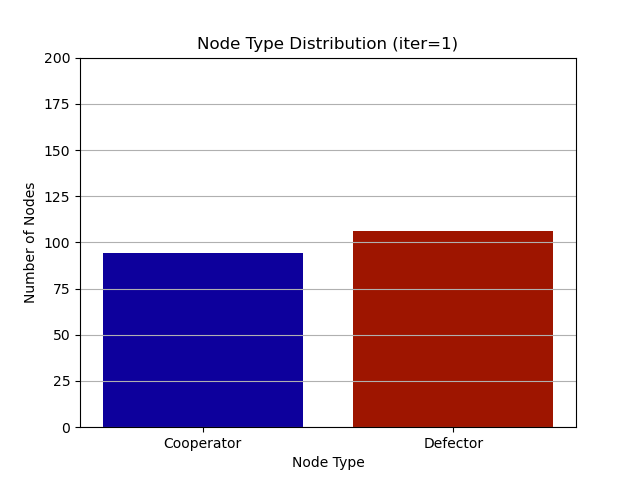 Node Type Distribution (iter=1)
200
175
150
125
100
75
50
25
0
Number of Nodes
Cooperator
Defector
Node Type